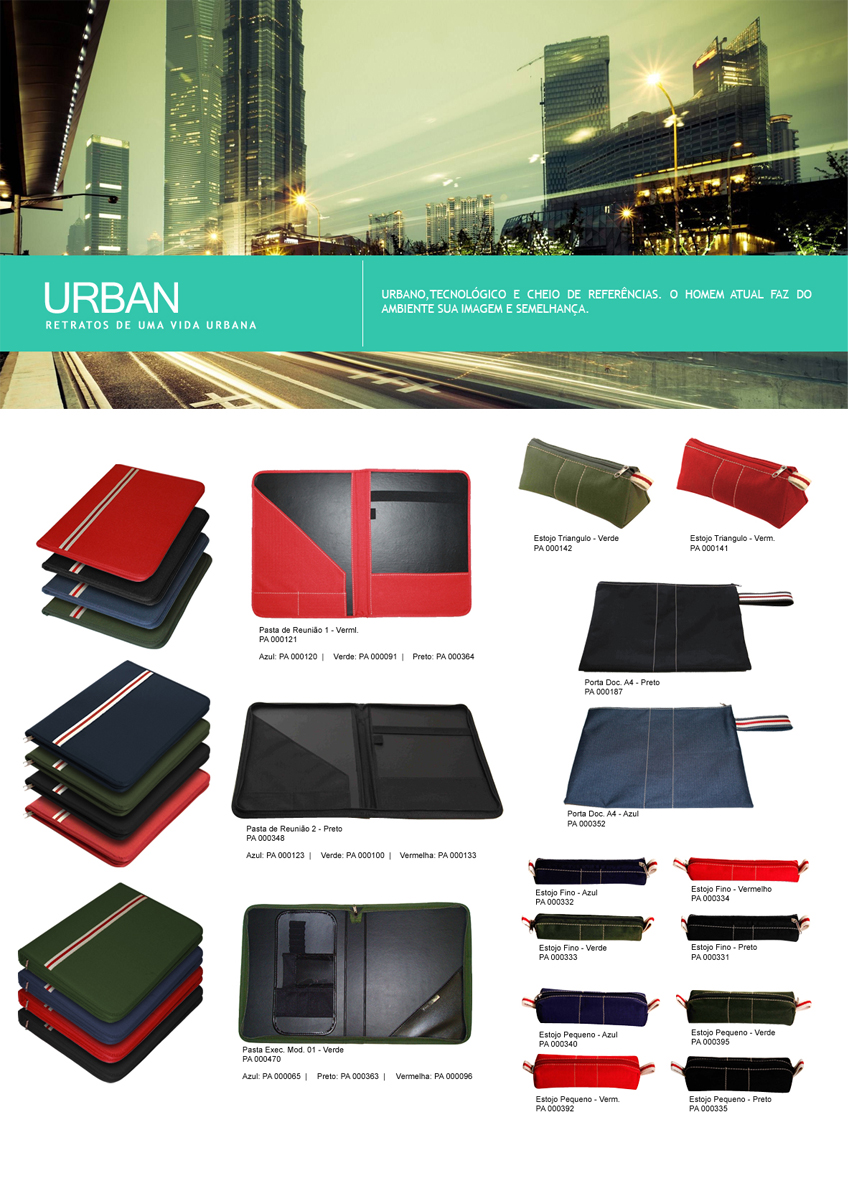 URBAN
RETRATOS DE UMA VIDA URBANA
URBANO,TECNOLÓGICO E CHEIO DE REFERÊNCIAS. O HOMEM ATUAL FAZ DO
AMBIENTE SUA IMAGEM E SEMELHANÇA.
Estojo Triangulo - Verde
PA 000142
Estojo Triangulo - Verm.
PA 000141
Pasta de Reunião 1 - Verml.
PA 000121
Azul: PA 000120 | Verde: PA 000091 | Preto: PA 000364
Porta Doc. A4 - Preto
PA 000187
Pasta de Reunião 2 - Preto
PA 000348
Azul: PA 000123 | Verde: PA 000100 | Vermelha: PA 000133
Porta Doc. A4 - Azul
PA 000352
Estojo Fino - Azul
PA 000332
Estojo Fino - Vermelho
PA 000334
Estojo Fino - Verde
PA 000333
Estojo Fino - Preto
PA 000331
Pasta Exec. Mod. 01 - Verde
PA 000470
Azul: PA 000065 | Preto: PA 000363 | Vermelha: PA 000096
Estojo Pequeno - Azul
PA 000340
Estojo Pequeno - Verde
PA 000395
Estojo Pequeno - Verm.
PA 000392
Estojo Pequeno - Preto
PA 000335